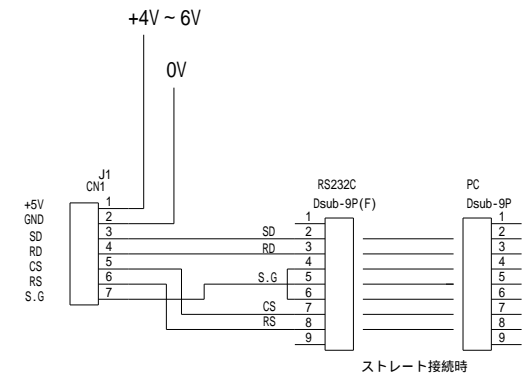 +4V ~ 6V
0V
J1
CN1
+5V
GND
SD
RD
CS
RS
S.G
1
2
3
4
5
6
7
SD
RD
S.G
CS
RS
RS232C
Dsub-9P(F)
1
2
3
4
5
6
7
8
9
PC
Dsub-9P
1
2
3
4
5
6
7
8
9
ストレート接続時